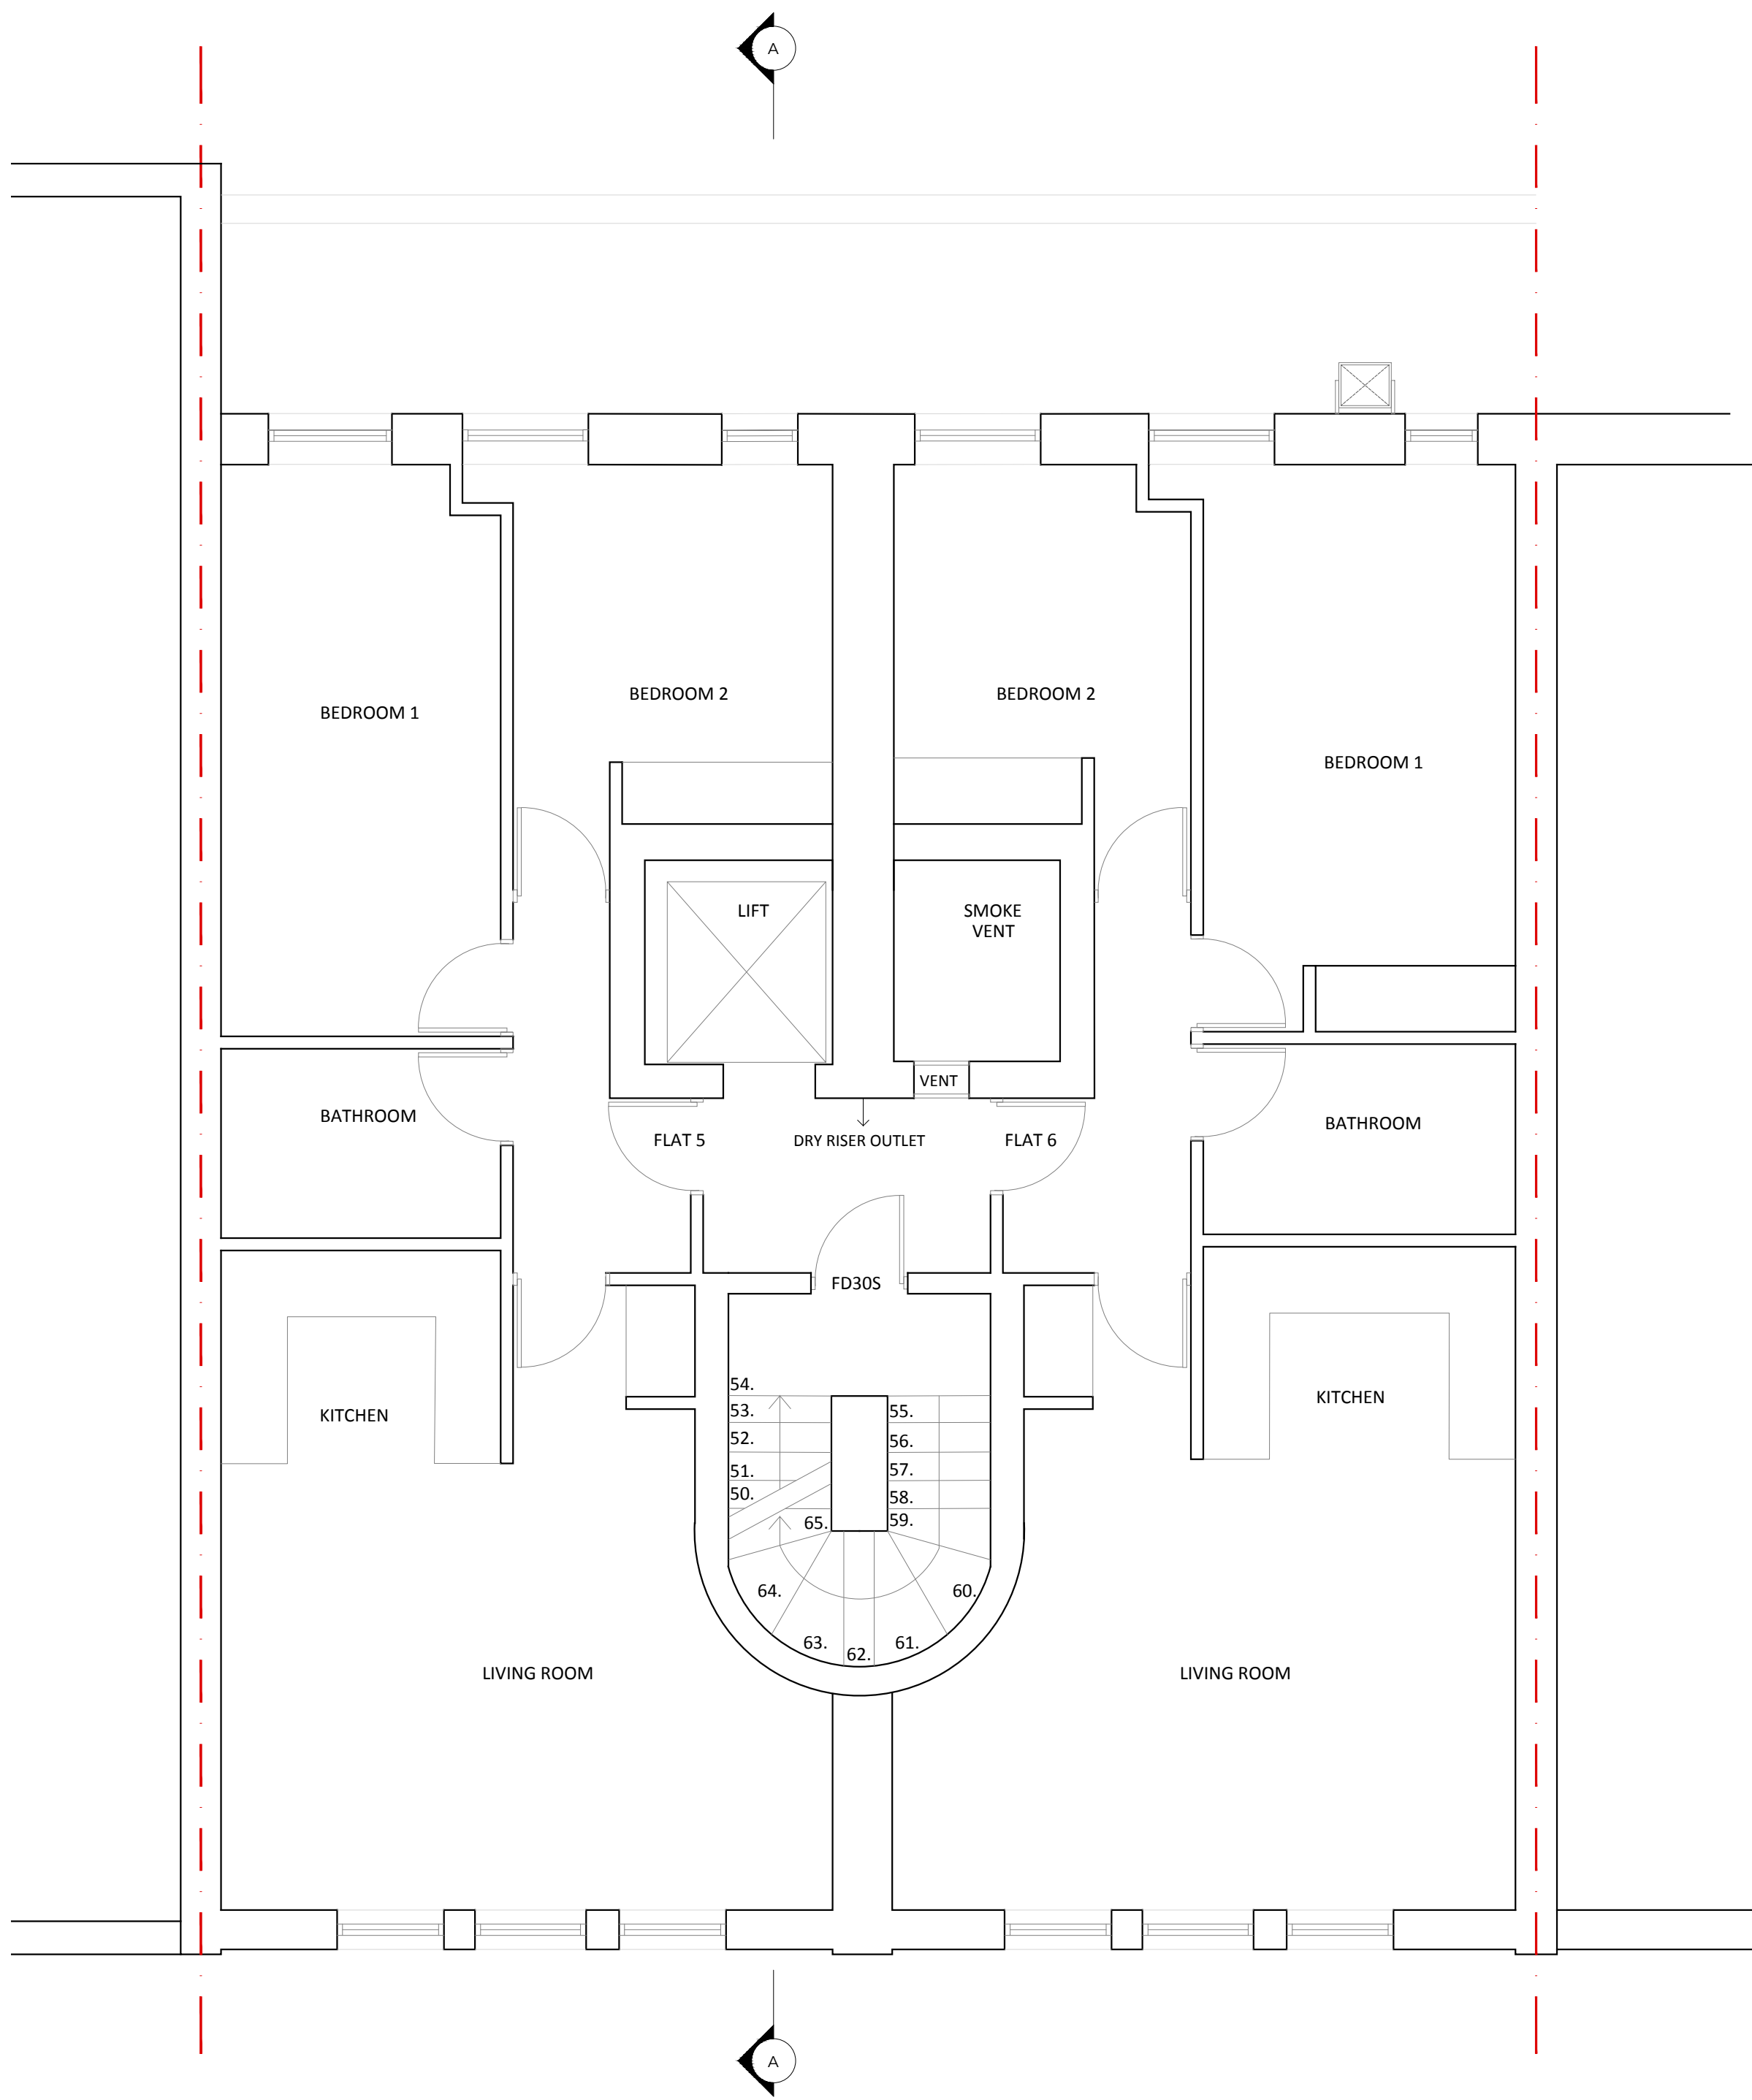 A
BEDROOM 2
BEDROOM 2
BEDROOM 1
BEDROOM 1
LIFT
SMOKE
VENT
VENT
BATHROOM
BATHROOM
FLAT 5
DRY RISER OUTLET
FLAT 6
FD30S
54.
53.
55.
KITCHEN
KITCHEN
52.
56.
51.
57.
50.
58.
65.
59.
64.
60.
63.
61.
62.
LIVING ROOM
LIVING ROOM
A